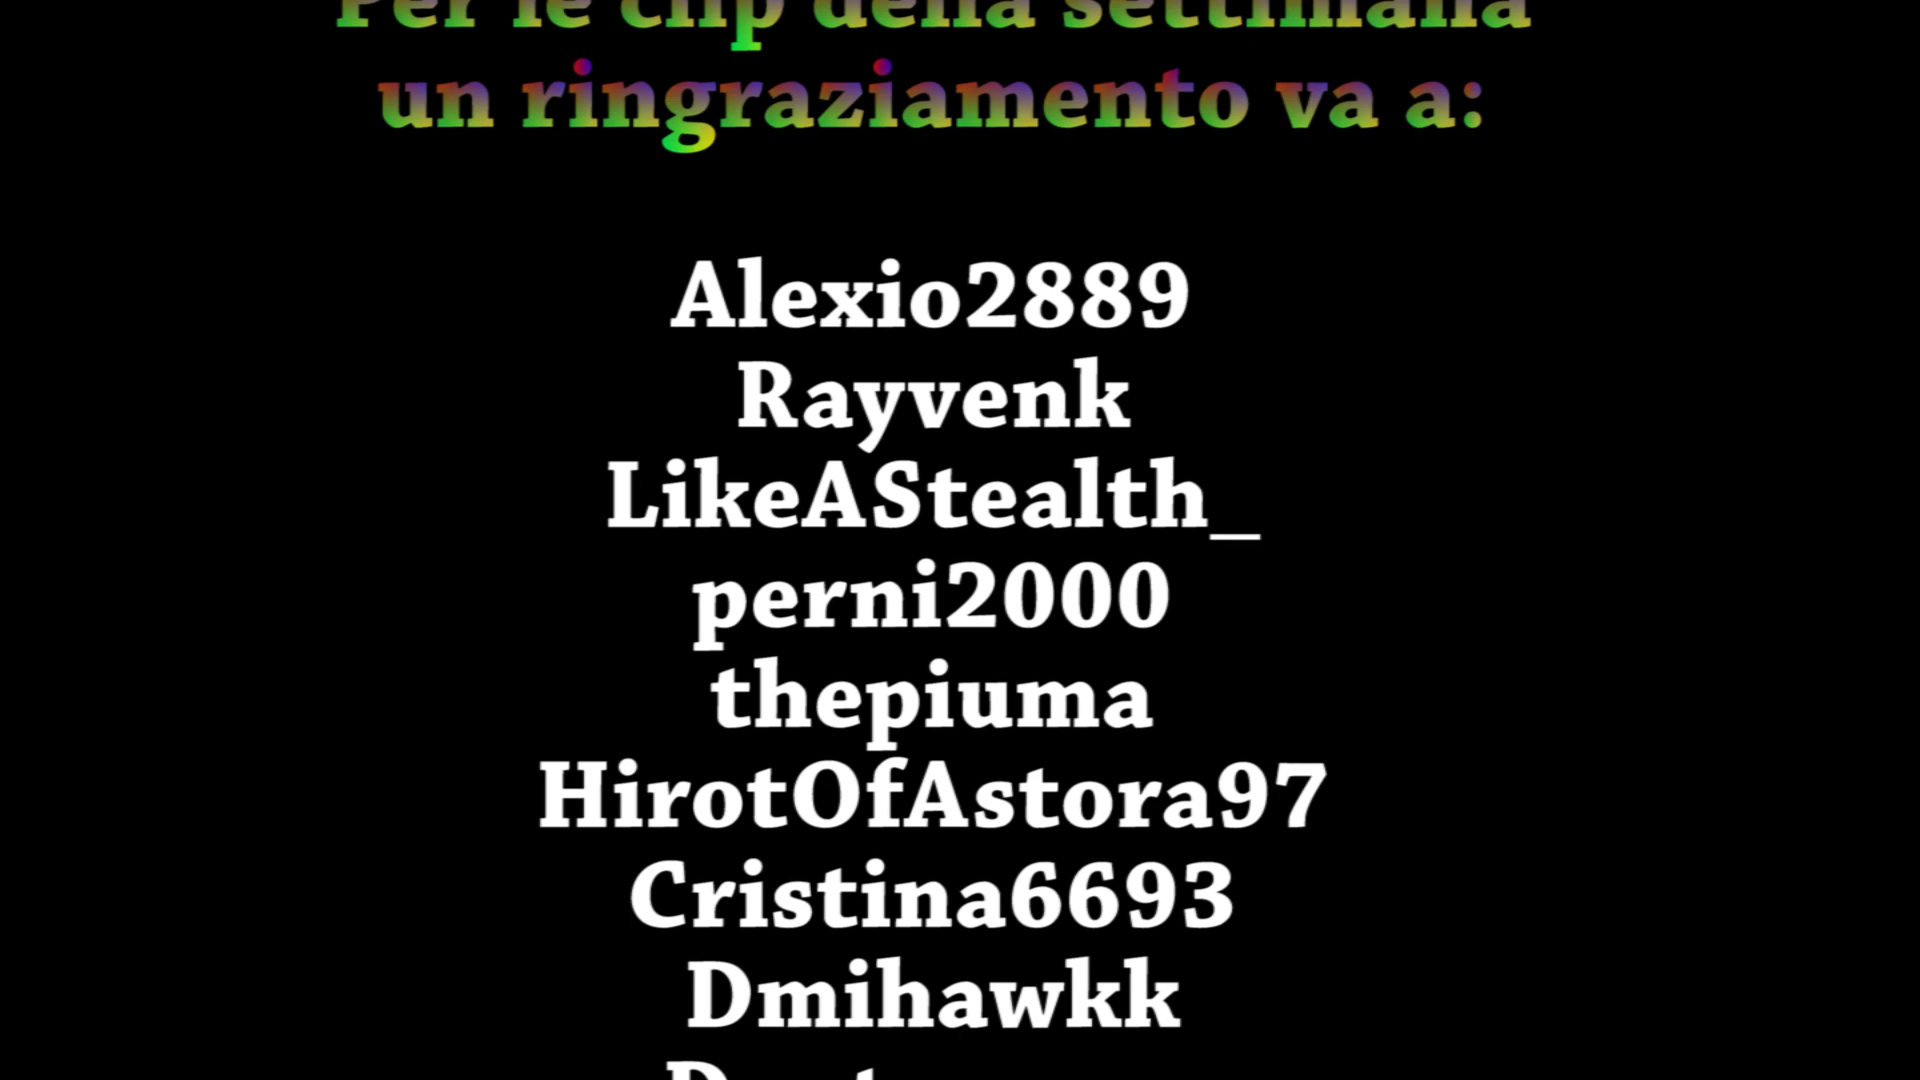 Per le clip della settimana
un ringraziamento va a:
Alexio2889
Rayvenk
LikeAStealth_
perni2000
thepiuma
HirotOfAstora97
Cristina6693
Dmihawkk